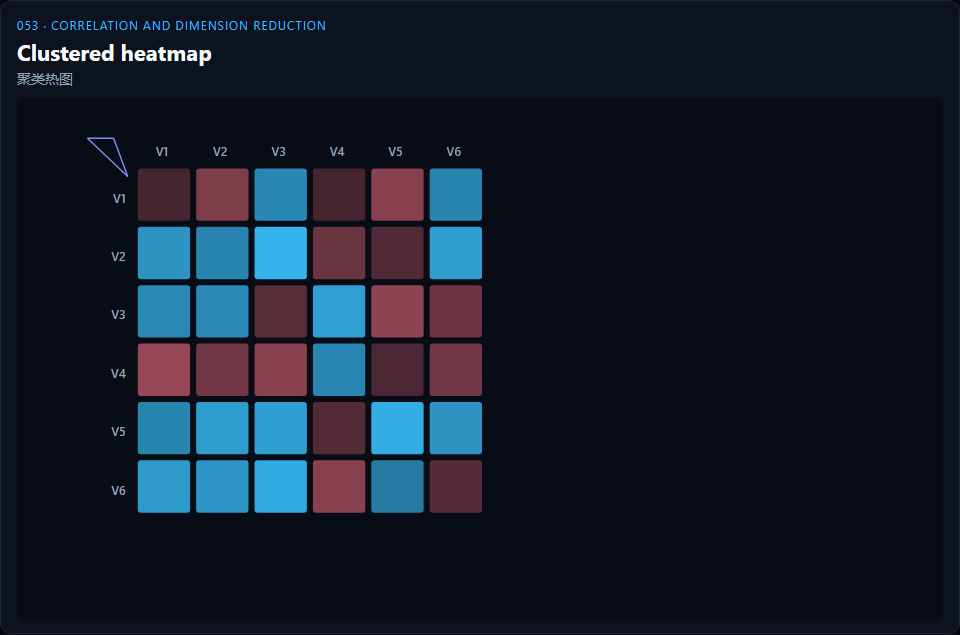 053 · CORRELATION AND DIMENSION REDUCTION
Clustered heatmap
聚类热图
V1 V2 V3 V4 V5 V6
V1
V2
V3
V4
V5
V6